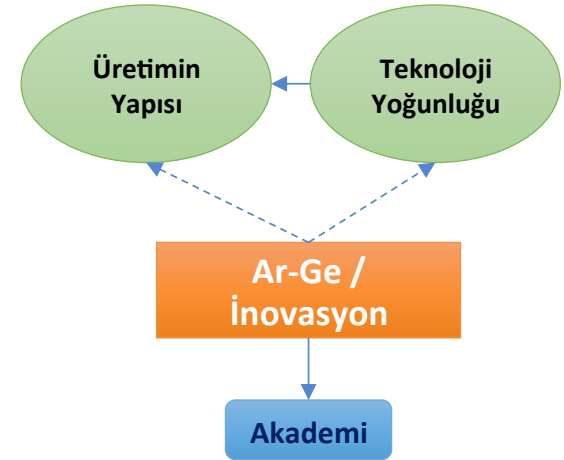 Üretimin
Yapısı
Teknoloji
Yoğunluğu
Ar-Ge /
İnovasyon
Akademi